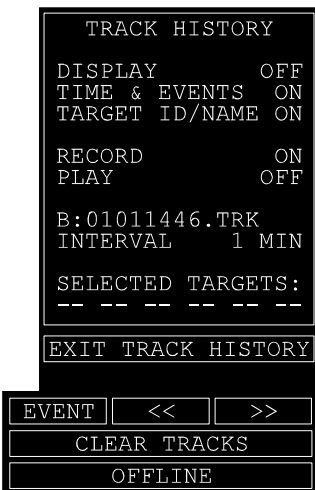 TRACK HISTORY
DISPLAY OFF
TIME & EVENTS ON
TARGET ID/NAME ON
RECORD ON
PLAY OFF
B:01011446.TRK
INTERVAL 1 MIN
SELECTED TARGETS:
-- -- -- -- -- --
EXIT TRACK HISTORY
EVENT << >>
CLEAR TRACKS
OFFLINE